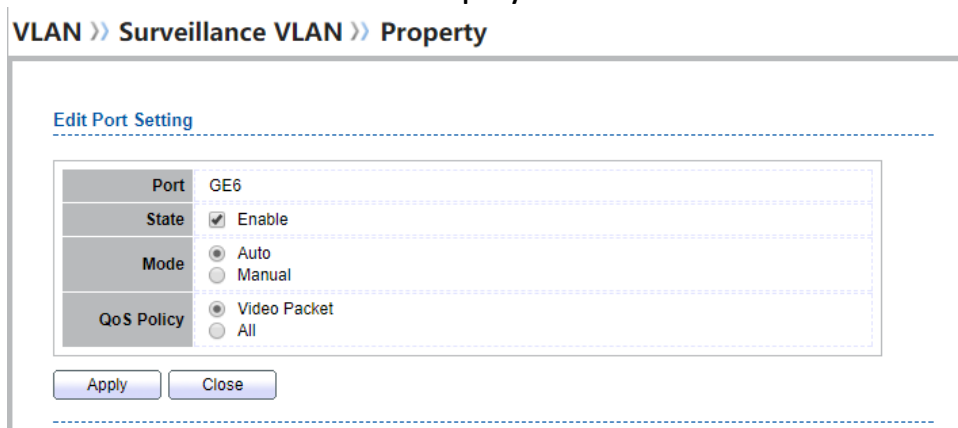 VLAN 》 Surveillance VLAN 》 Property
Edit Port Setting
Port GE6
State Enable
Mode Auto
Manual
QoS Policy Video Packet
All
Apply Close